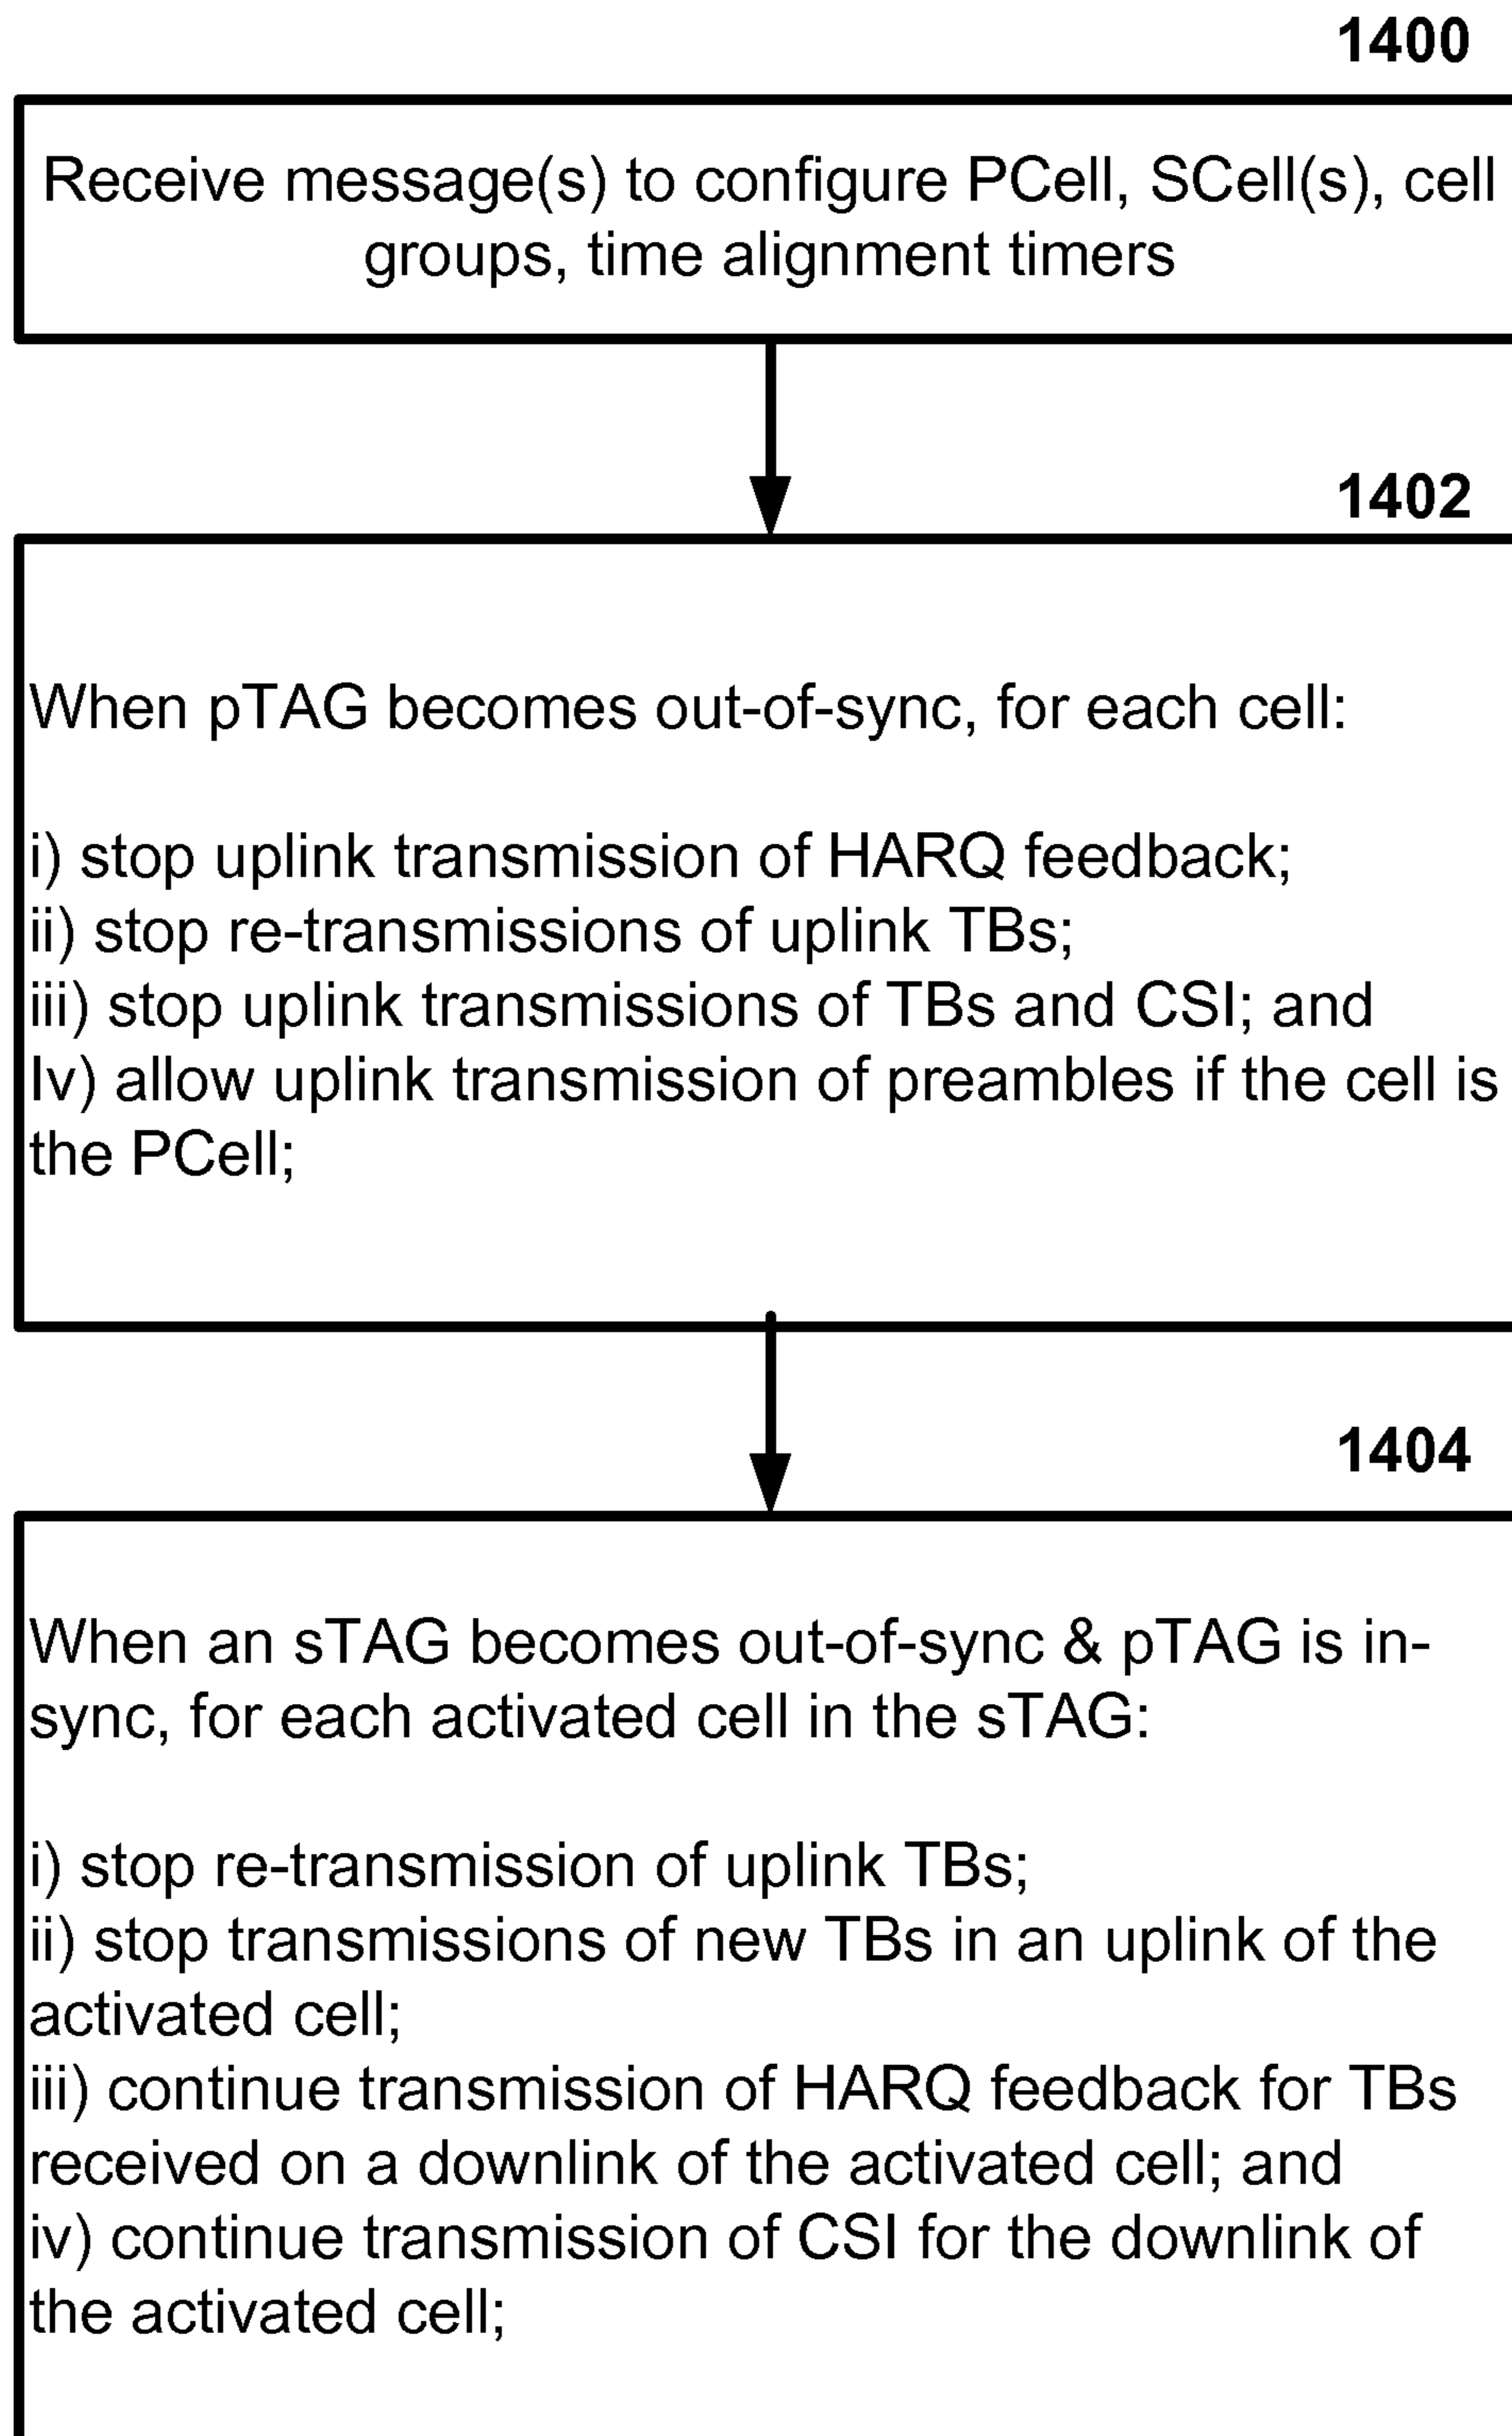 1400
Receive message(s) to configure PCell, SCell(s), cell
groups, time alignment timers
1402
When pTAG becomes out-of-sync, for each cell:
i) stop uplink transmission of HARQ feedback;
ii) stop re-transmissions of uplink TBs;
iii) stop uplink transmissions of TBs and CSI; and
Iv) allow uplink transmission of preambles if the cell is
the PCell;
1404
When an sTAG becomes out-of-sync & pTAG is in-
sync, for each activated cell in the sTAG:
i) stop re-transmission of uplink TBs;
ii) stop transmissions of new TBs in an uplink of the
activated cell;
iii) continue transmission of HARQ feedback for TBs
received on a downlink of the activated cell; and
iv) continue transmission of CSI for the downlink of
the activated cell;